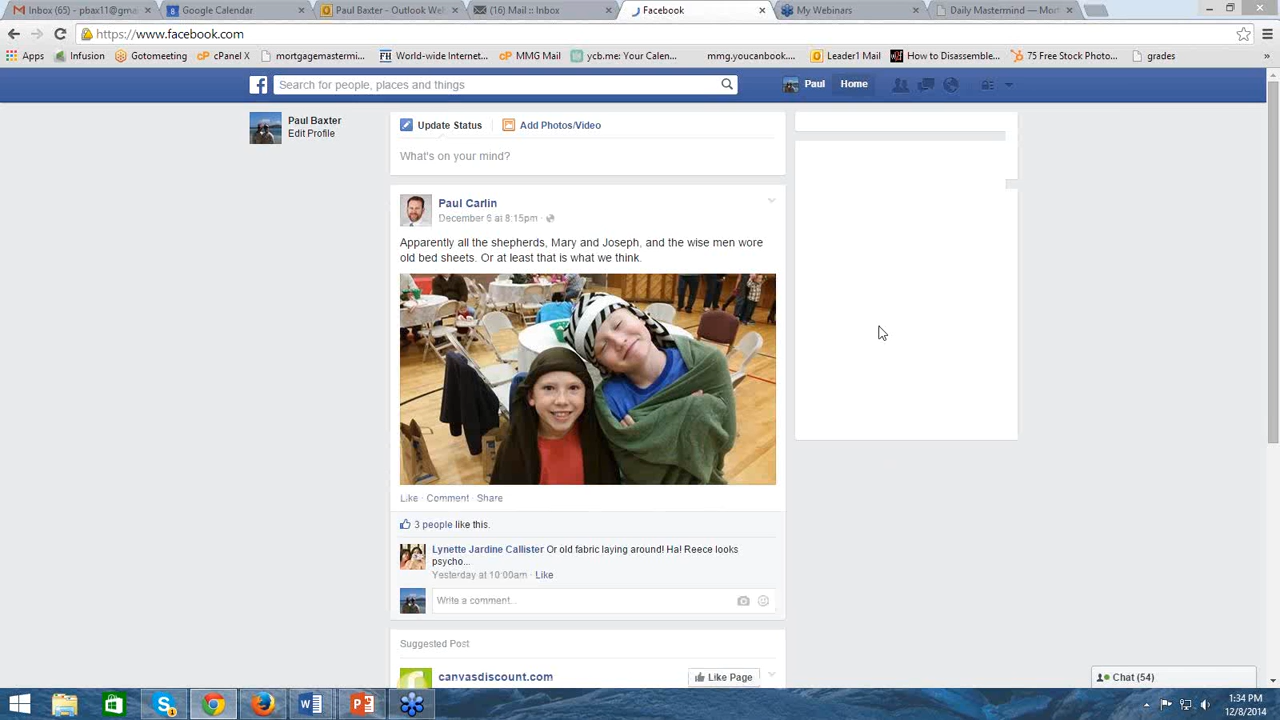 Inbox (65) - pbax11@gma
Google Calendar
Paul Baxter - Outlook We
(16) Mail :: Inbox
Facebook
My Webinars
Daily Mastermind — Mort
https://www.facebook.com
Apps
Infusion
Gotomeeting
cPanel X
mortgagemastermi...
World-wide Internet...
MMG Mail
ycb.me: Your Calen...
mmg.youcanbook...
Leader1 Mail
How to Disassemble...
75 Free Stock Photo...
grades
»
Search for people, places and things
Paul
Home
Paul Baxter
Edit Profile
Update Status
Add Photos/Video
What's on your mind?
Paul Carlin
December 6 at 8:15pm ·
Apparently all the shepherds, Mary and Joseph, and the wise men wore
old bed sheets. Or at least that is what we think.
Like · Comment · Share
3 people like this.
Lynette Jardine Callister Or old fabric laying around! Ha! Reece looks
psycho...
Yesterday at 10:00am · Like
Write a comment...
Suggested Post
canvasdiscount.com
Like Page
Chat (54)
1:34 PM
12/8/2014